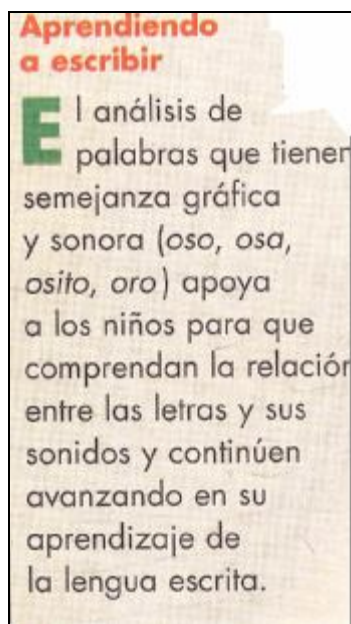 Aprendiendo
a escribir
El análisis de
palabras que tienen
semejanza gráfica
y sonora (oso, osa,
osito, oro) apoya
a los niños para que
comprendan la relación
entre las letras y sus
sonidos y continúen
avanzando en su
aprendizaje de
la lengua escrita.